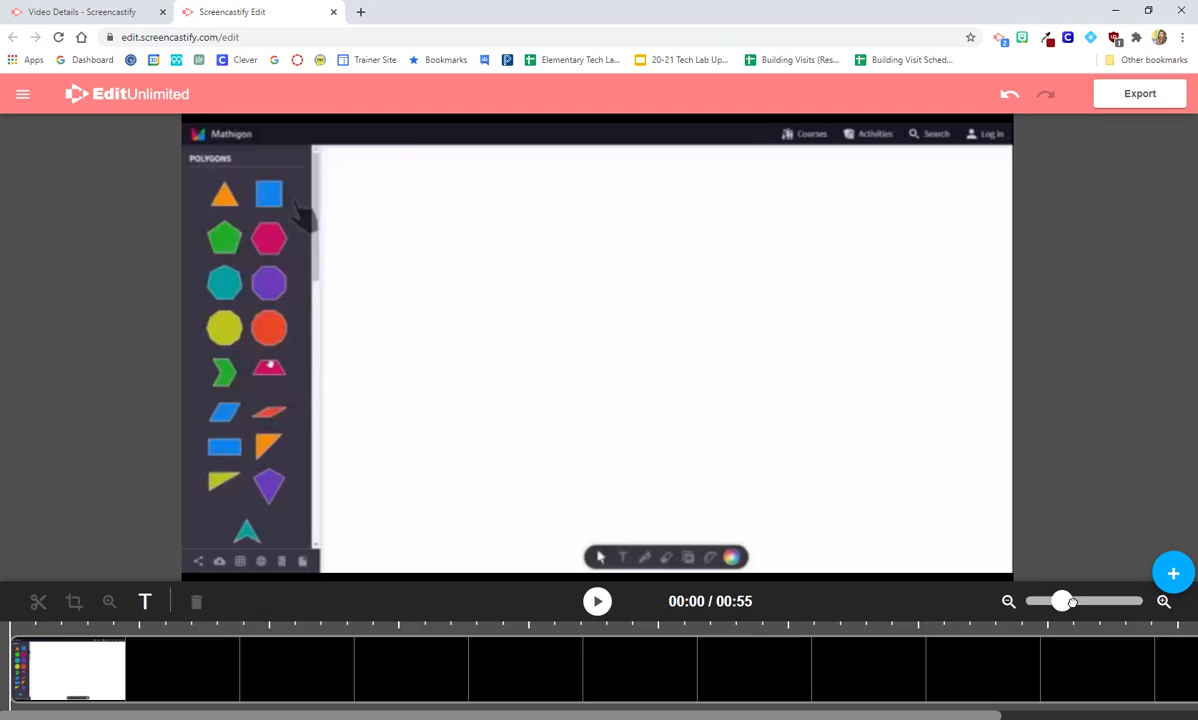 Video Details - Screencastify
Screencastify Edit
edit.screencastify.com/edit
Apps
Dashboard
Clever
Trainer Site
Bookmarks
Elementary Tech La...
20-21 Tech Lab Up...
Building Visits (Res...
Building Visit Sched...
Other bookmarks
EditUnlimited
Export
Mathigon
Courses
Activities
Search
Log in
POLYGONS
T
T
00:00 / 00:55